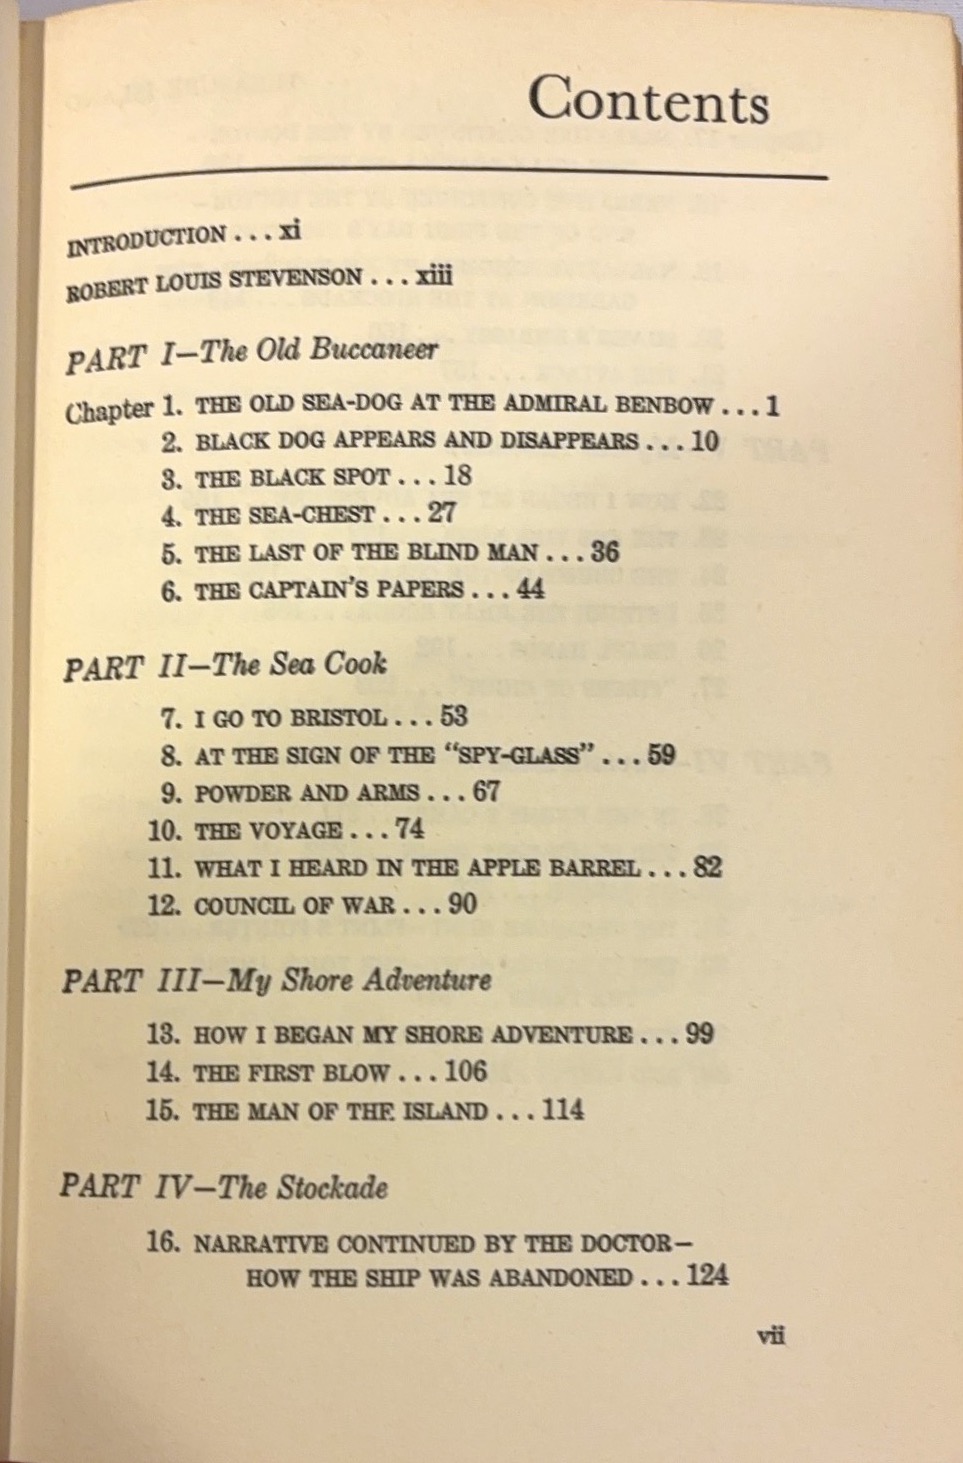 Contents
INTRODUCTION . . . xi
ROBERT LOUIS STEVENSON . . . xiii
PART I—The Old Buccaneer
Chapter 1. THE OLD SEA-DOG AT THE ADMIRAL BENBOW . . . 1
2. BLACK DOG APPEARS AND DISAPPEARS . . . 10
3. THE BLACK SPOT . . . 18
4. THE SEA-CHEST . . . 27
5. THE LAST OF THE BLIND MAN . . . 36
6. THE CAPTAIN'S PAPERS . . . 44
PART II—The Sea Cook
7. I GO TO BRISTOL . . . 53
8. AT THE SIGN OF THE "SPY-GLASS" . . . 59
9. POWDER AND ARMS . . . 67
10. THE VOYAGE . . . 74
11. WHAT I HEARD IN THE APPLE BARREL . . . 82
12. COUNCIL OF WAR . . . 90
PART III—My Shore Adventure
13. HOW I BEGAN MY SHORE ADVENTURE . . . 99
14. THE FIRST BLOW . . . 106
15. THE MAN OF THE ISLAND . . . 114
PART IV—The Stockade
16. NARRATIVE CONTINUED BY THE DOCTOR—
HOW THE SHIP WAS ABANDONED . . . 124
vii